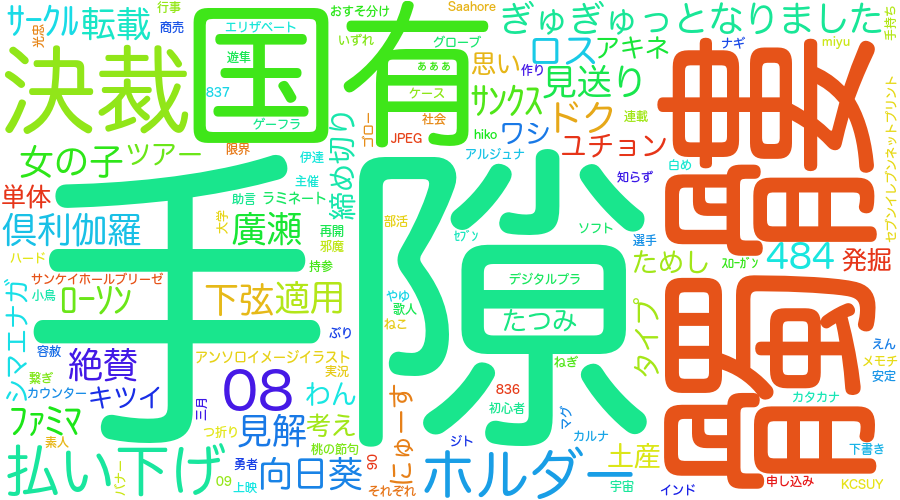 サークル
転載
行事
商売
光忠
決裁
国
有
エリザベート
遊集
837
ゲーフラ
おすそ分け
いずれ
Saahore
グローブ
ぁぁぁ
ケース
社会
JPEG
ゴロー
ぎゅぎゅっとなりました
手持ち
思い
作り
ロス
アキネ
ナギ
miyu
見送り
サンクス
ドク
連載
hiko
ワシ
ユチョン
アルジュナ
白め
知らず
女の子
ツアー
限界
伊達
締め切り
単体
主催
助言
ラミネート
倶利伽羅
大学
廣瀬
再開
邪魔
部活
手隙
ｾﾌﾞﾝ
ソフト
選手
セブンイレブンネットプリント
ためし
ｽﾛｰｶﾞﾝ
484
発掘
ハード
サンケイホールブリーゼ
持参
小鳥
ローソン
下弦
適用
デジタルプラ
たつみ
やゆ
歌人
ねこ
ぷり
タイプ
シマエナガ
容赦
繋ぎ
絶賛
カウンター
キツイ
アンソロイメージイラスト
実況
08
わん
ねぎ
836
初心者
マグ
えん
メモチ
安定
カタカナ
ファミマ
素人
三月
つ折り
見解
考え
桃の節句
にゅーす
ジト
カルナ
下書き
払い下げ
バナー
勇者
09
上映
向日葵
90
それぞれ
ホルダー
土産
宇宙
インド
申し込み
KCSUY